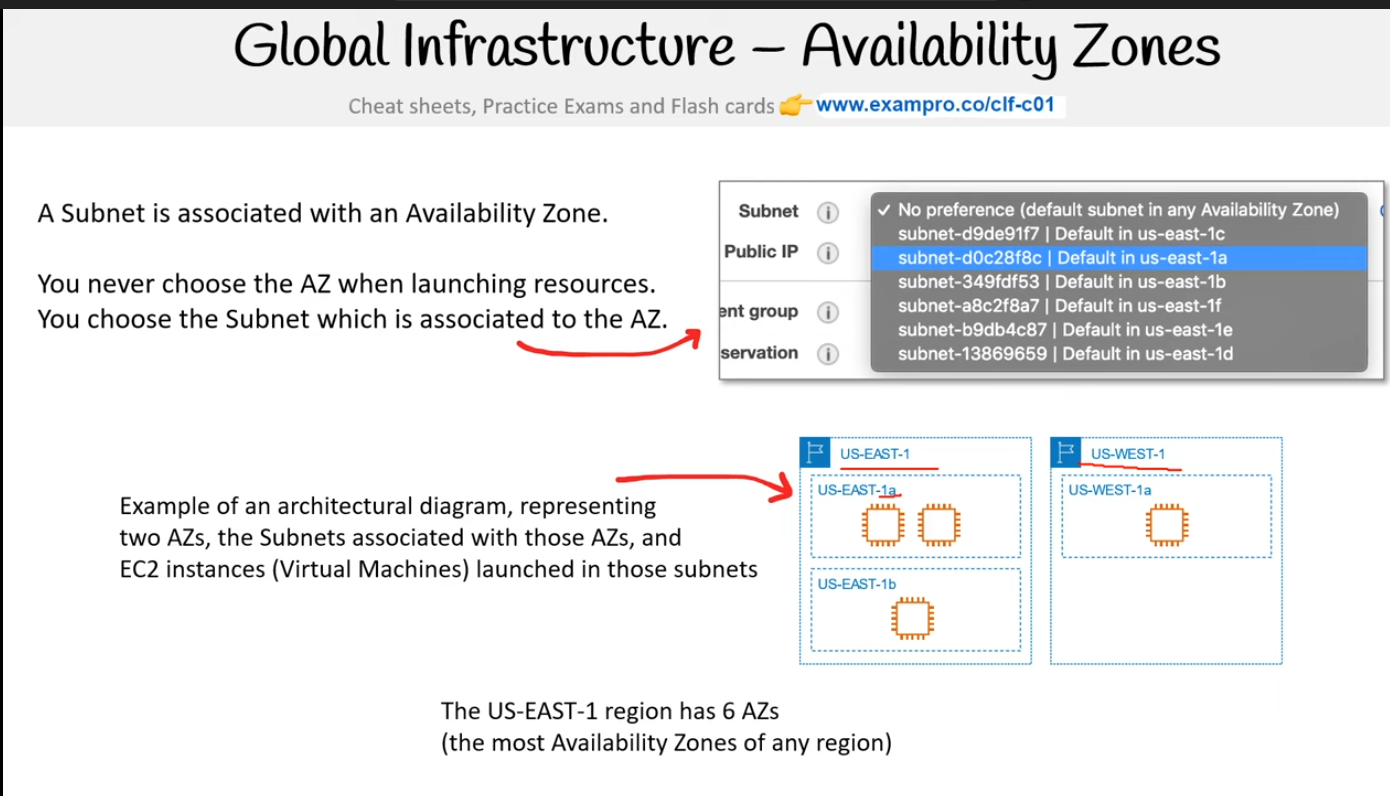 Global Infrastructure – Availability Zones
Cheat sheets, Practice Exams and Flash cards 👉 www.exampro.co/clf-c01
A Subnet is associated with an Availability Zone.
You never choose the AZ when launching resources.
You choose the Subnet which is associated to the AZ.
Subnet
Public IP
ent group
servation
✓ No preference (default subnet in any Availability Zone)
subnet-d9de91f7 | Default in us-east-1c
subnet-d0c28f8c | Default in us-east-1a
subnet-349fdf53 | Default in us-east-1b
subnet-a8c2f8a7 | Default in us-east-1f
subnet-b9db4c87 | Default in us-east-1e
subnet-13869659 | Default in us-east-1d
Example of an architectural diagram, representing
two AZs, the Subnets associated with those AZs, and
EC2 instances (Virtual Machines) launched in those subnets
US-EAST-1
US-EAST-1a
US-EAST-1b
US-WEST-1
US-WEST-1a
The US-EAST-1 region has 6 AZs
(the most Availability Zones of any region)